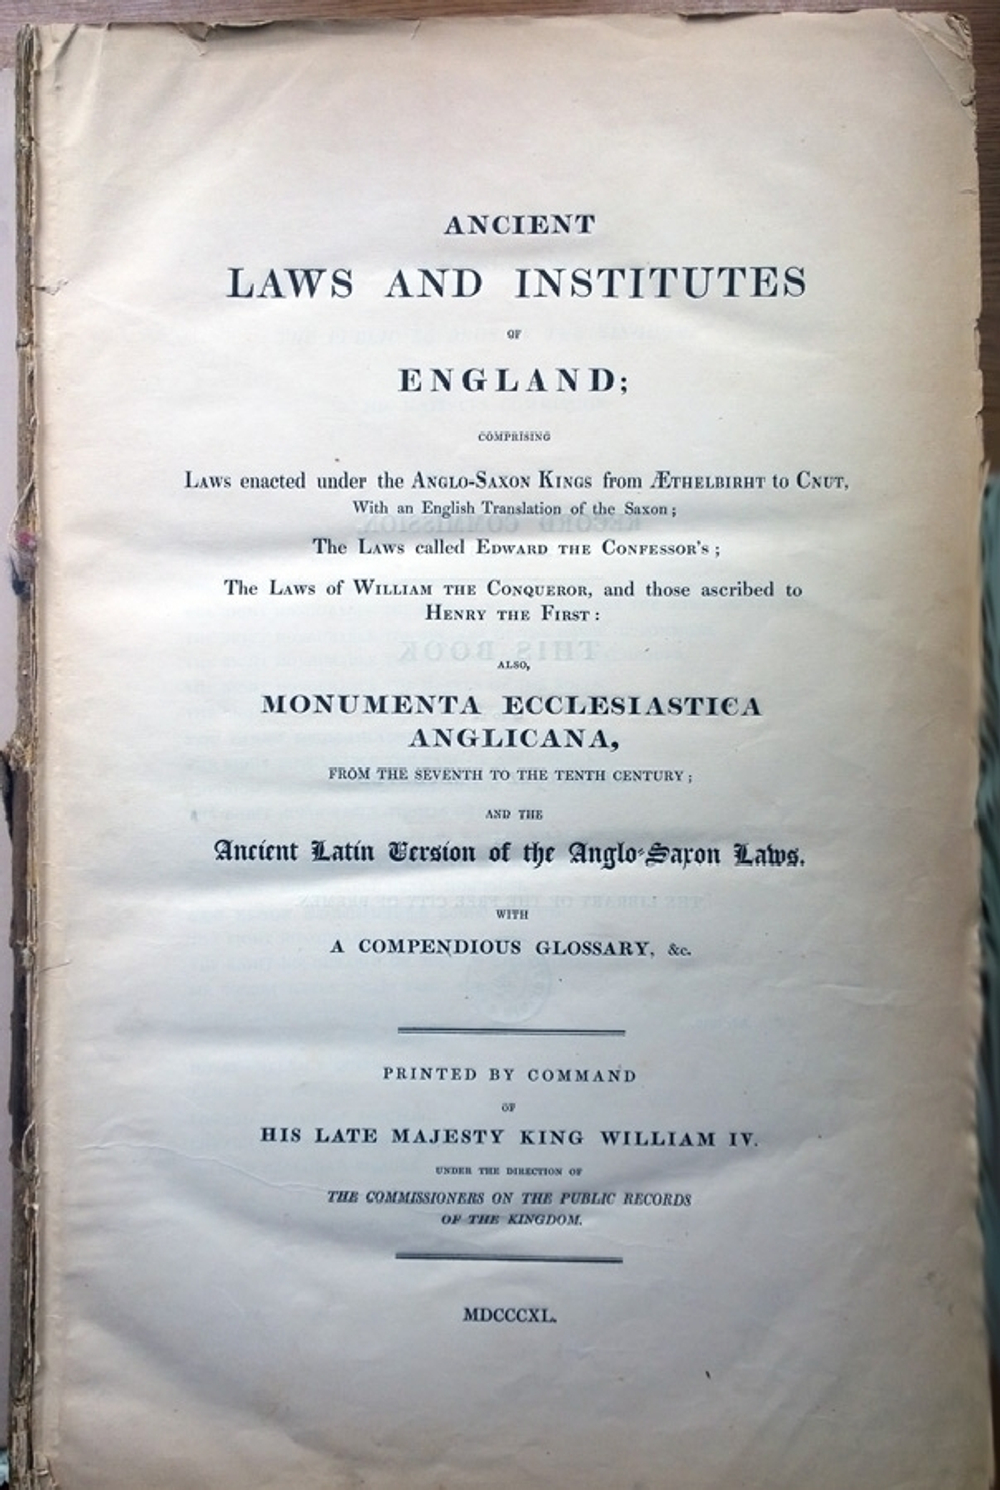 ANCIENT
LAWS AND INSTITUTES
OF
ENGLAND;
COMPRISING
LAWS enacted under the ANGLO-SAXON KINGS from ÆTHELBIRHT to CNUT,
With an English Translation of the Saxon;
The LAWS called EDWARD THE CONFESSOR'S;
The LAWS of WILLIAM THE CONQUEROR, and those ascribed to
HENRY THE FIRST:
ALSO,
MONUMENTA ECCLESIASTICA
ANGLICANA,
FROM THE SEVENTH TO THE TENTH CENTURY;
AND THE
Ancient Latin Version of the Anglo-Saxon Laws.
WITH
A COMPENDIOUS GLOSSARY, &c.
PRINTED BY COMMAND
OF
HIS LATE MAJESTY KING WILLIAM IV.
UNDER THE DIRECTION OF
THE COMMISSIONERS ON THE PUBLIC RECORDS
OF THE KINGDOM.
MDCCCXL.